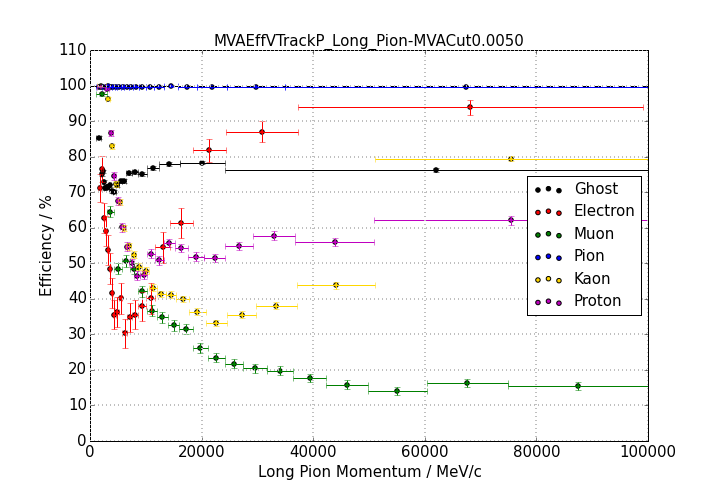 MVAEffVTrackP_Long_Pion-MVACut0.0050
110
100
90
80
70
60
50
40
30
20
10
0
Efficiency / %
Ghost
Electron
Muon
Pion
Kaon
Proton
0 20000 40000 60000 80000 100000
Long Pion Momentum / MeV/c